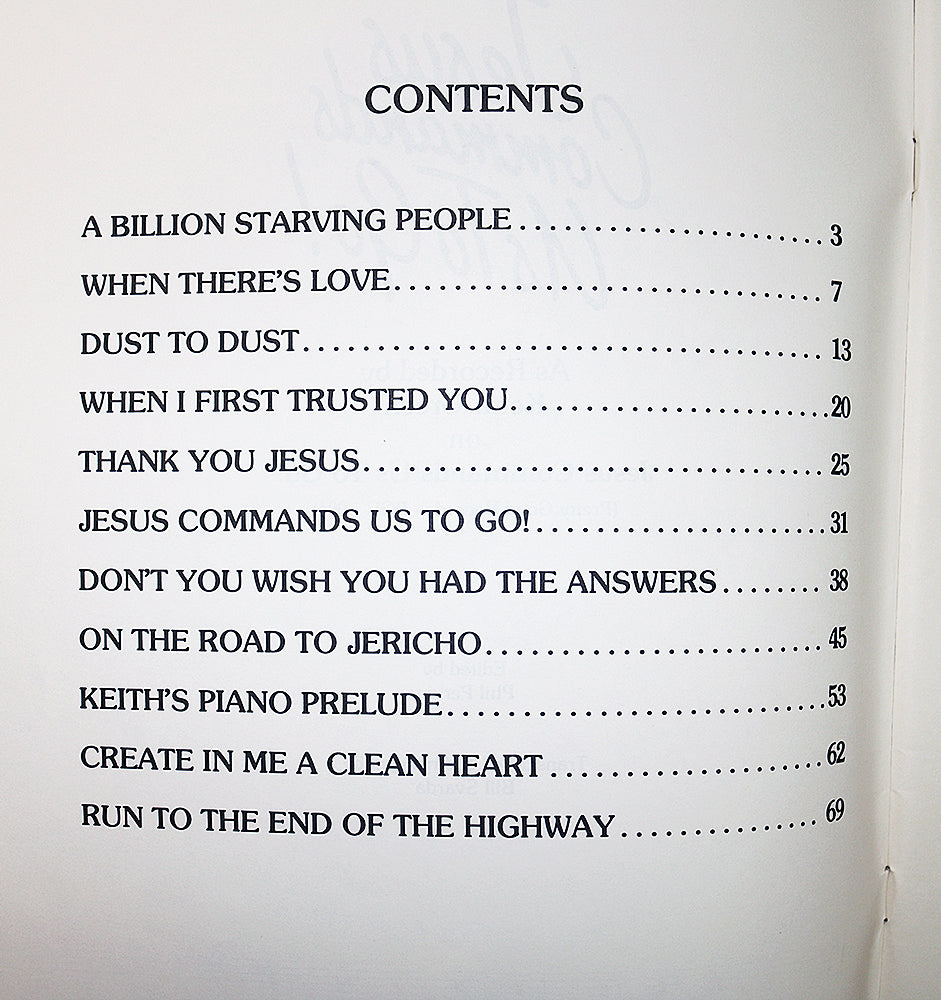 CONTENTS
A BILLION STARVING PEOPLE . . . . . . . . . . . . . . . . . . . . . . . . . 3
WHEN THERE'S LOVE . . . . . . . . . . . . . . . . . . . . . . . . . . . . . . . . . . 7
DUST TO DUST . . . . . . . . . . . . . . . . . . . . . . . . . . . . . . . . . . . . . . . . . 13
WHEN I FIRST TRUSTED YOU . . . . . . . . . . . . . . . . . . . . . . . . . 20
THANK YOU JESUS . . . . . . . . . . . . . . . . . . . . . . . . . . . . . . . . . . . . 25
JESUS COMMANDS US TO GO! . . . . . . . . . . . . . . . . . . . . . . . 31
DON'T YOU WISH YOU HAD THE ANSWERS . . . . . . . . 38
ON THE ROAD TO JERICHO . . . . . . . . . . . . . . . . . . . . . . . . . . 45
KEITH'S PIANO PRELUDE . . . . . . . . . . . . . . . . . . . . . . . . . . . . . 53
CREATE IN ME A CLEAN HEART . . . . . . . . . . . . . . . . . . . . . 62
RUN TO THE END OF THE HIGHWAY . . . . . . . . . . . . . . . 69